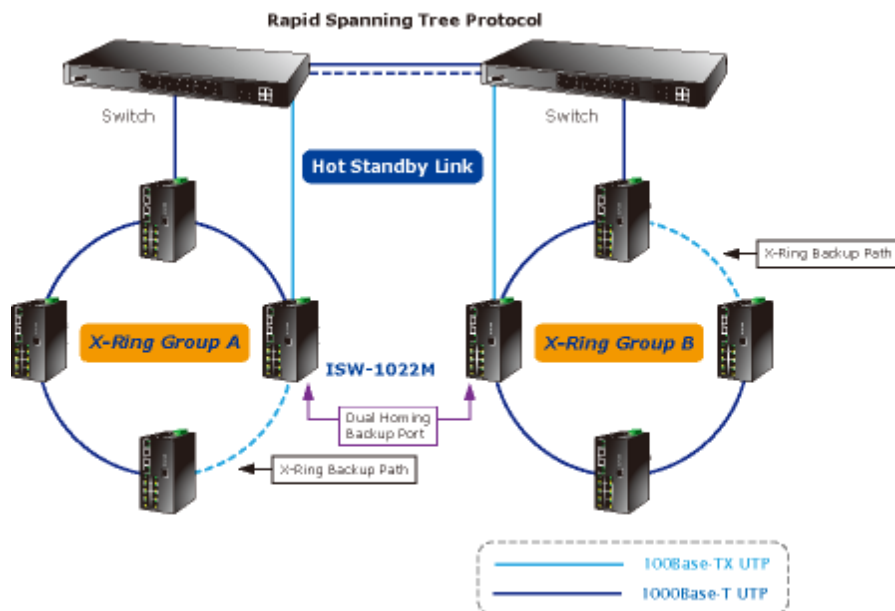 Rapid Spanning Tree Protocol
Switch
Switch
Hot Standby Link
X-Ring Backup Path
X-Ring Group A
X-Ring Group B
ISW-1022M
Dual Homing
Backup Port
X-Ring Backup Path
100Base-TX UTP
1000Base-T UTP